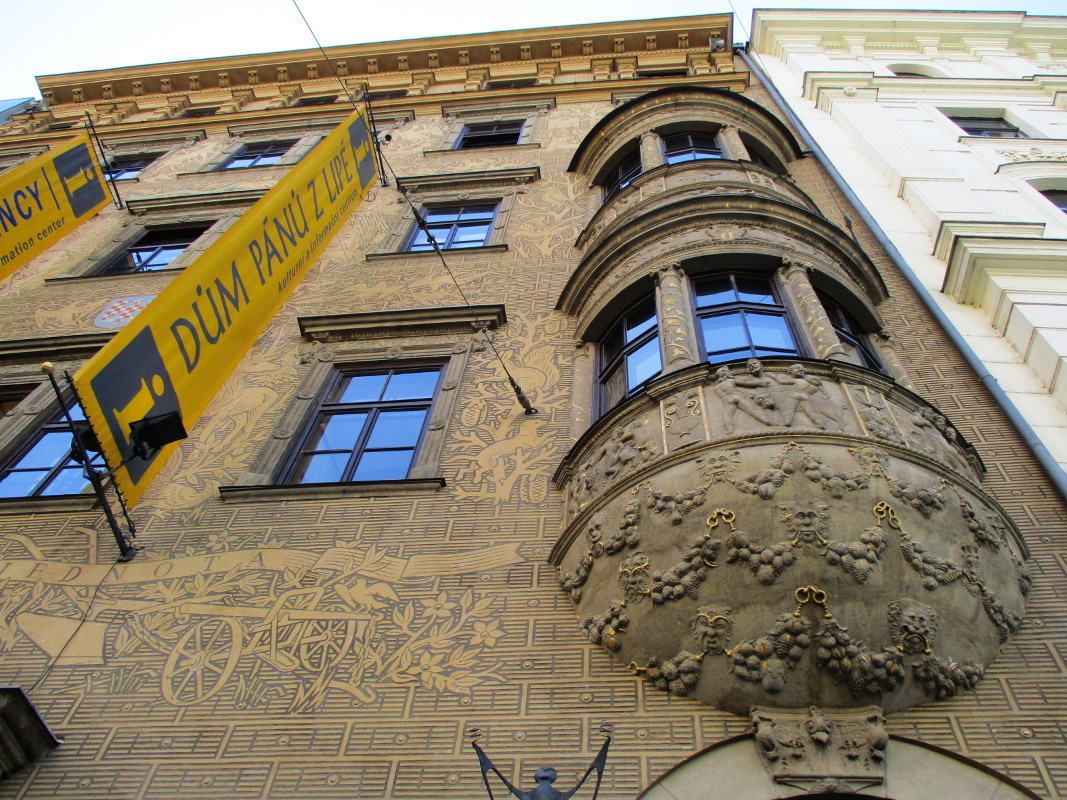 NCY
mation center
DŮM PÁNŮ Z LIPÉ
kulturní a informační centrum